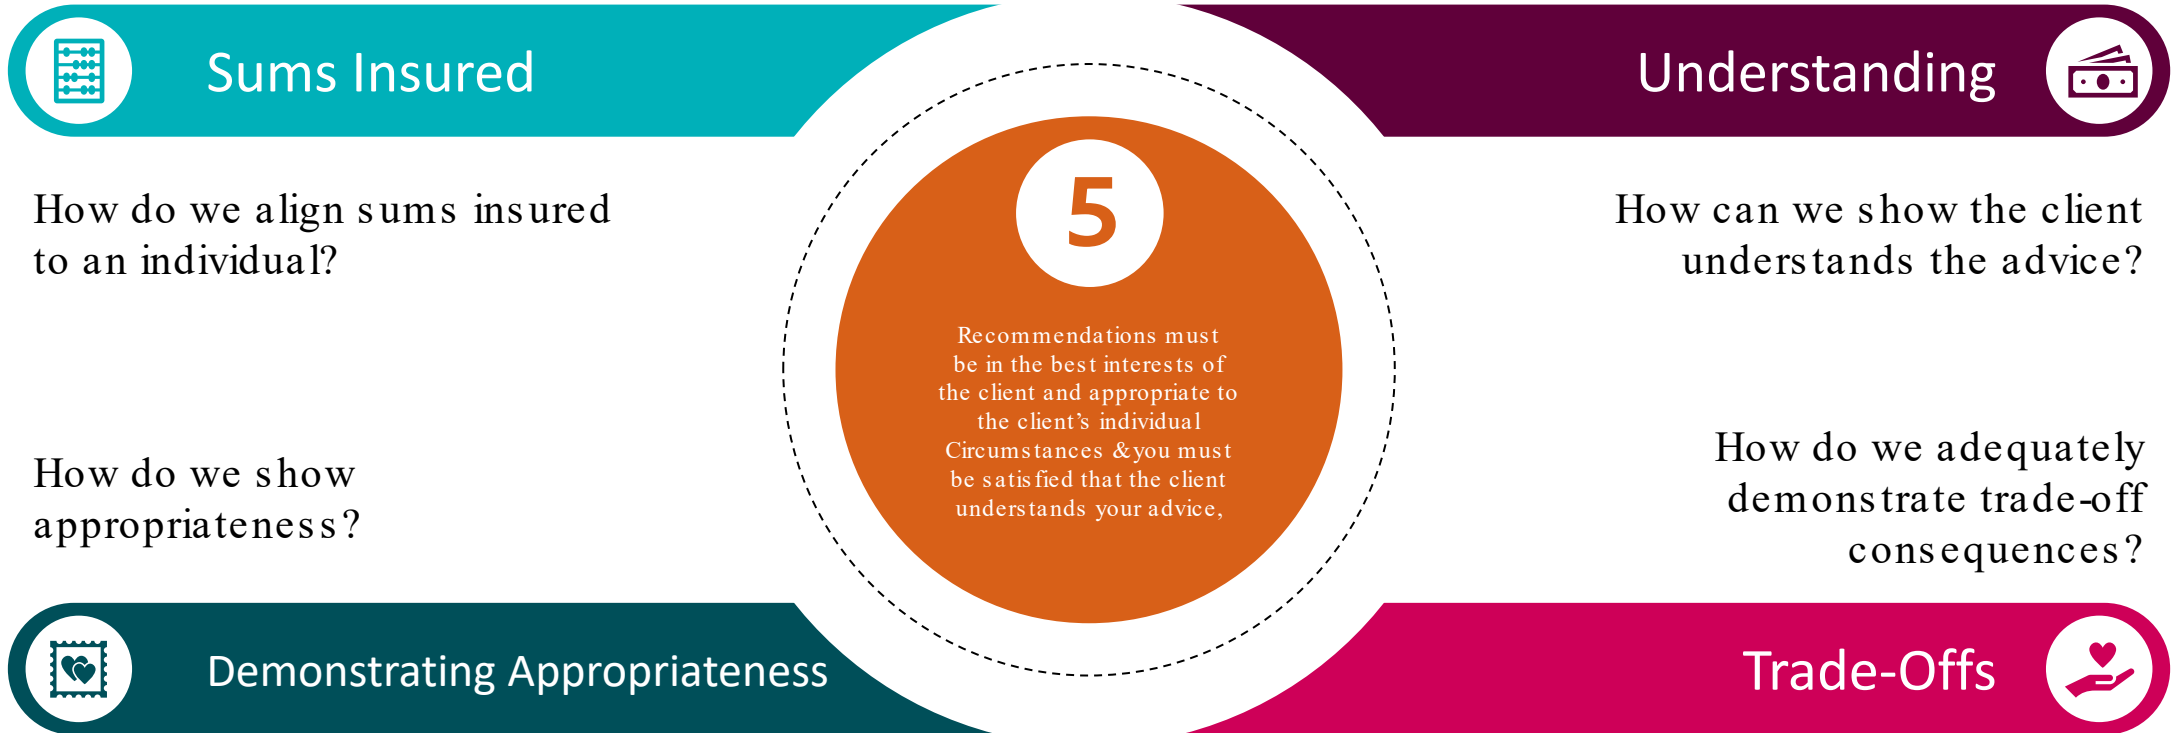 Sums Insured
How do we align sums insured
to an individual?
Understanding
How can we show the client
understands the advice?
5
Recommendations must
be in the best interests of
the client and appropriate to
the client’s individual
Circumstances &you must
be satisfied that the client
understands your advice,
How do we show
appropriateness?
Demonstrating Appropriateness
How do we adequately
demonstrate trade-off
consequences?
Trade-Offs